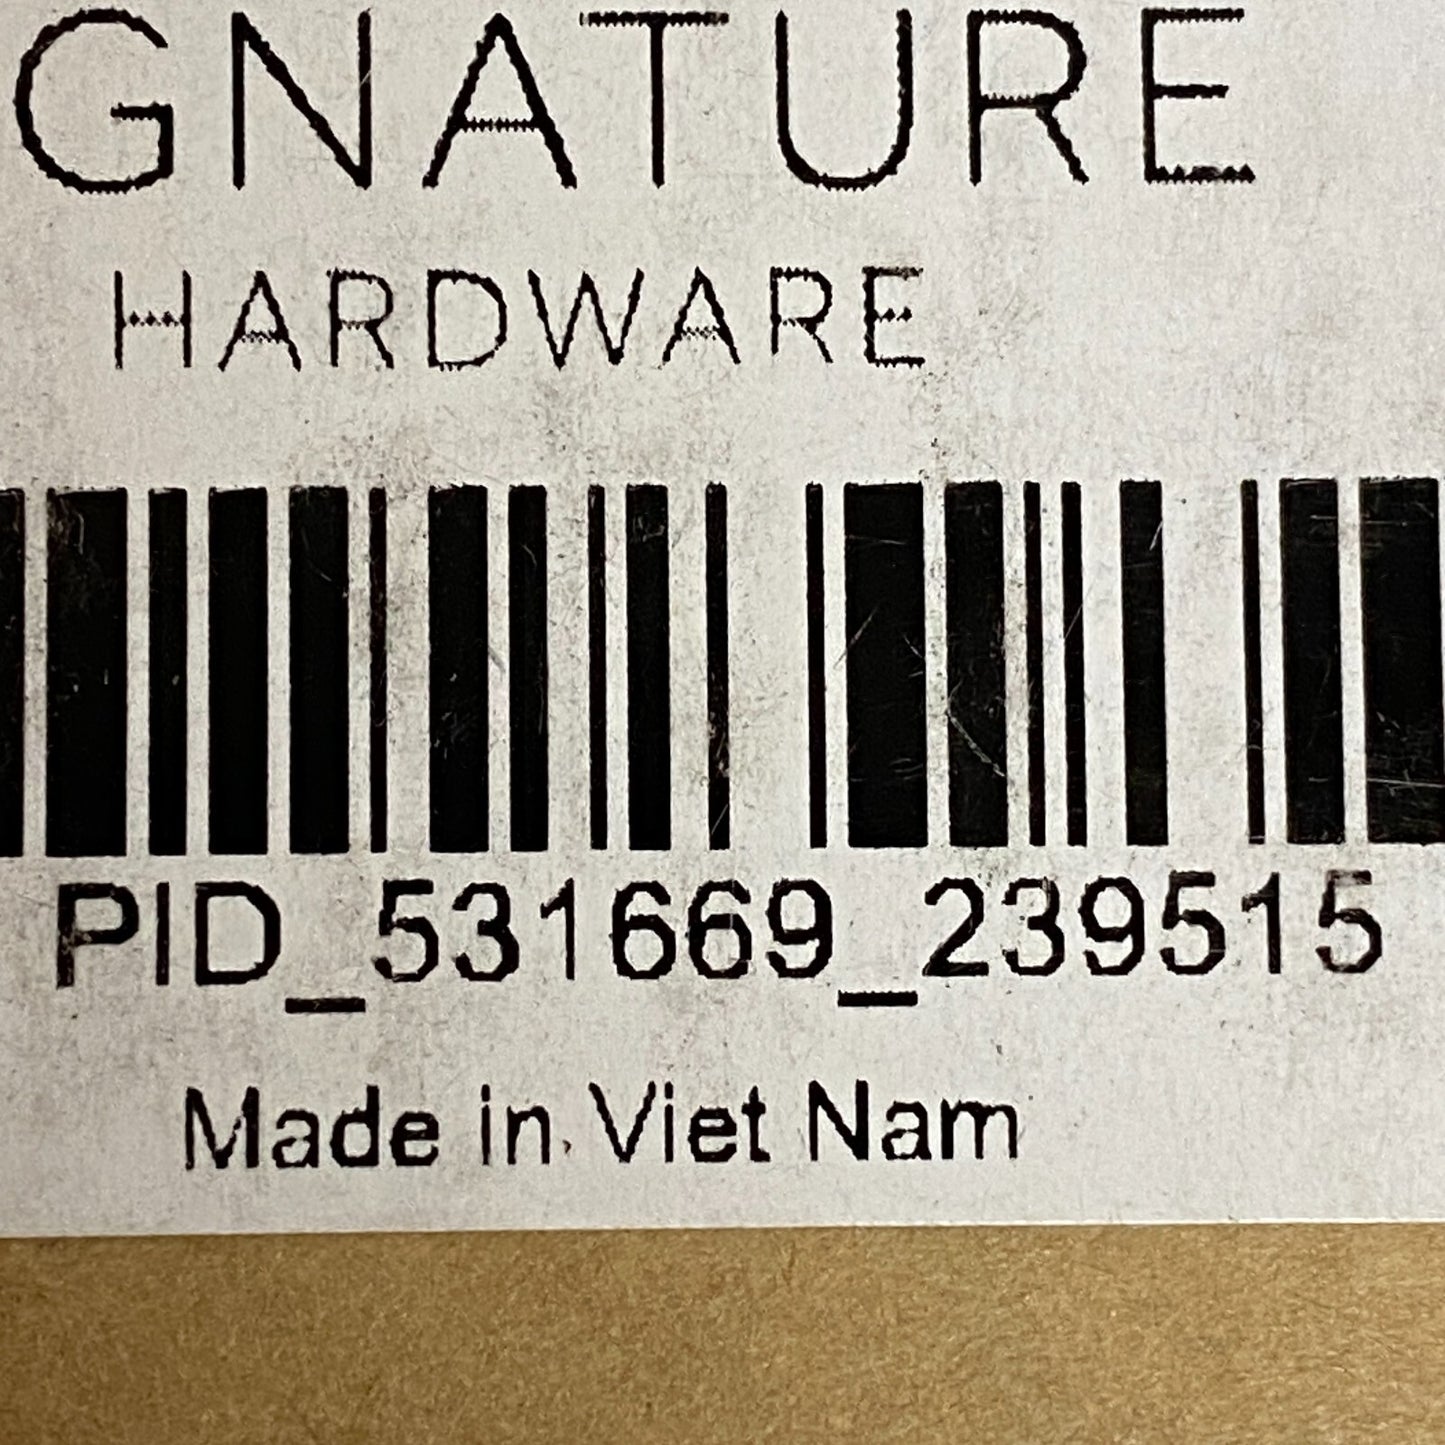 GNATURE
HARDWARE
PID_531669_239515
Made in Viet Nam